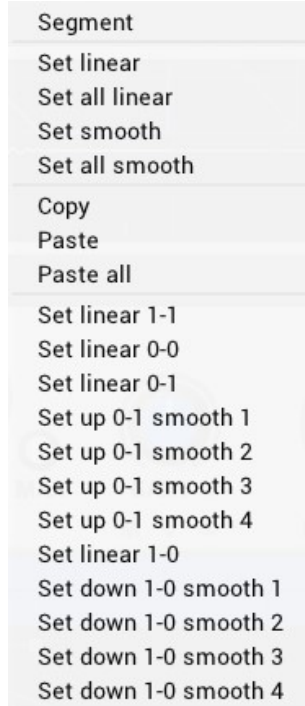 Segment
Set linear
Set all linear
Set smooth
Set all smooth
Copy
Paste
Paste all
Set linear 1-1
Set linear 0-0
Set linear 0-1
Set up 0-1 smooth 1
Set up 0-1 smooth 2
Set up 0-1 smooth 3
Set up 0-1 smooth 4
Set linear 1-0
Set down 1-0 smooth 1
Set down 1-0 smooth 2
Set down 1-0 smooth 3
Set down 1-0 smooth 4